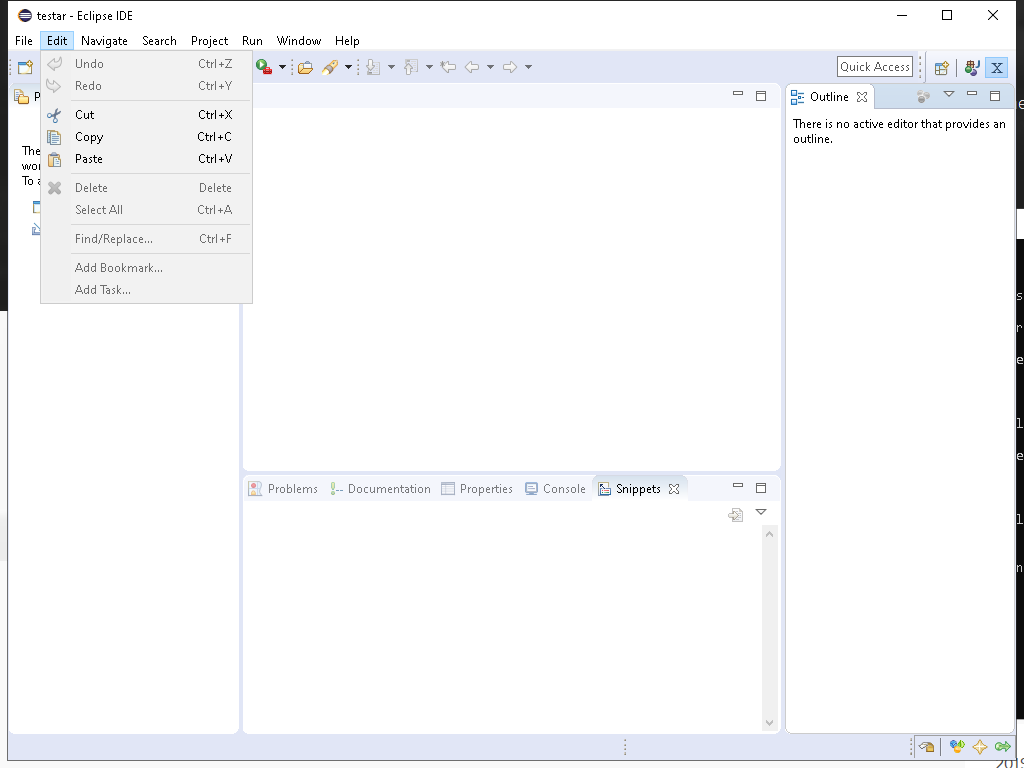 testar - Eclipse IDE
File Edit Navigate Search Project Run Window Help
Quick Access
X
Undo Ctrl+Z
Redo Ctrl+Y
Cut Ctrl+X
Copy Ctrl+C
Paste Ctrl+V
Delete Delete
Select All Ctrl+A
Find/Replace... Ctrl+F
Add Bookmark...
Add Task...
P
The
wor
To a
Outline
There is no active editor that provides an
outline.
Problems Documentation Properties Console Snippets
e
s
r
e
l
e
l
n
2019